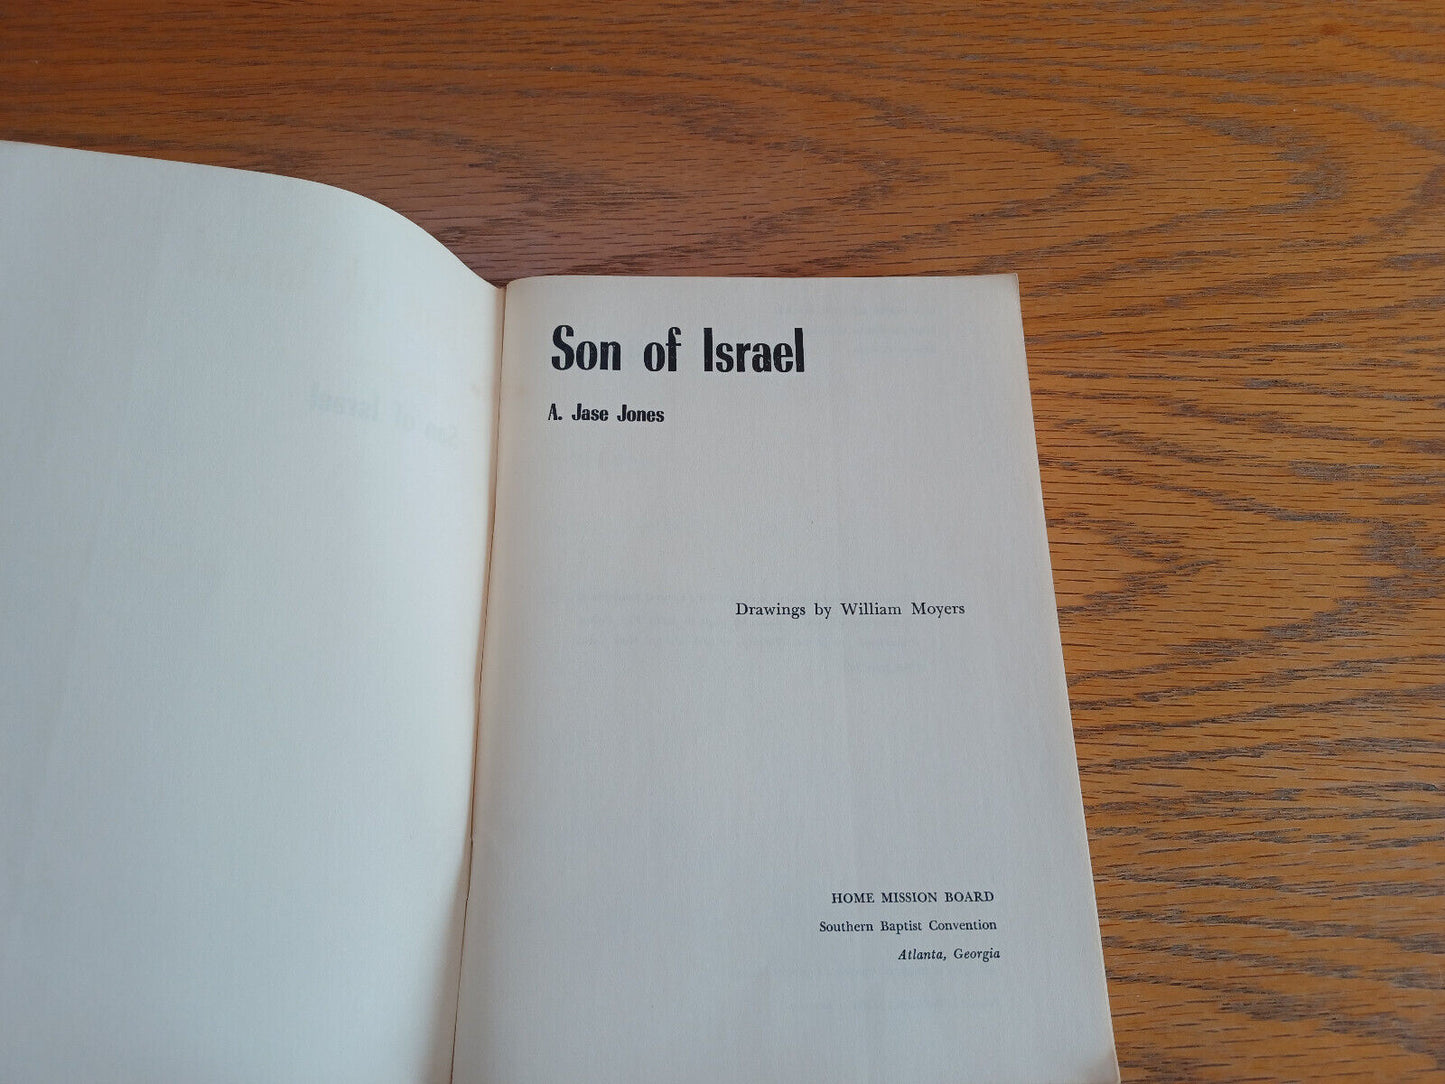 Son of Israel
A. Jase Jones
Drawings by William Moyers
HOME MISSION BOARD
Southern Baptist Convention
Atlanta, Georgia